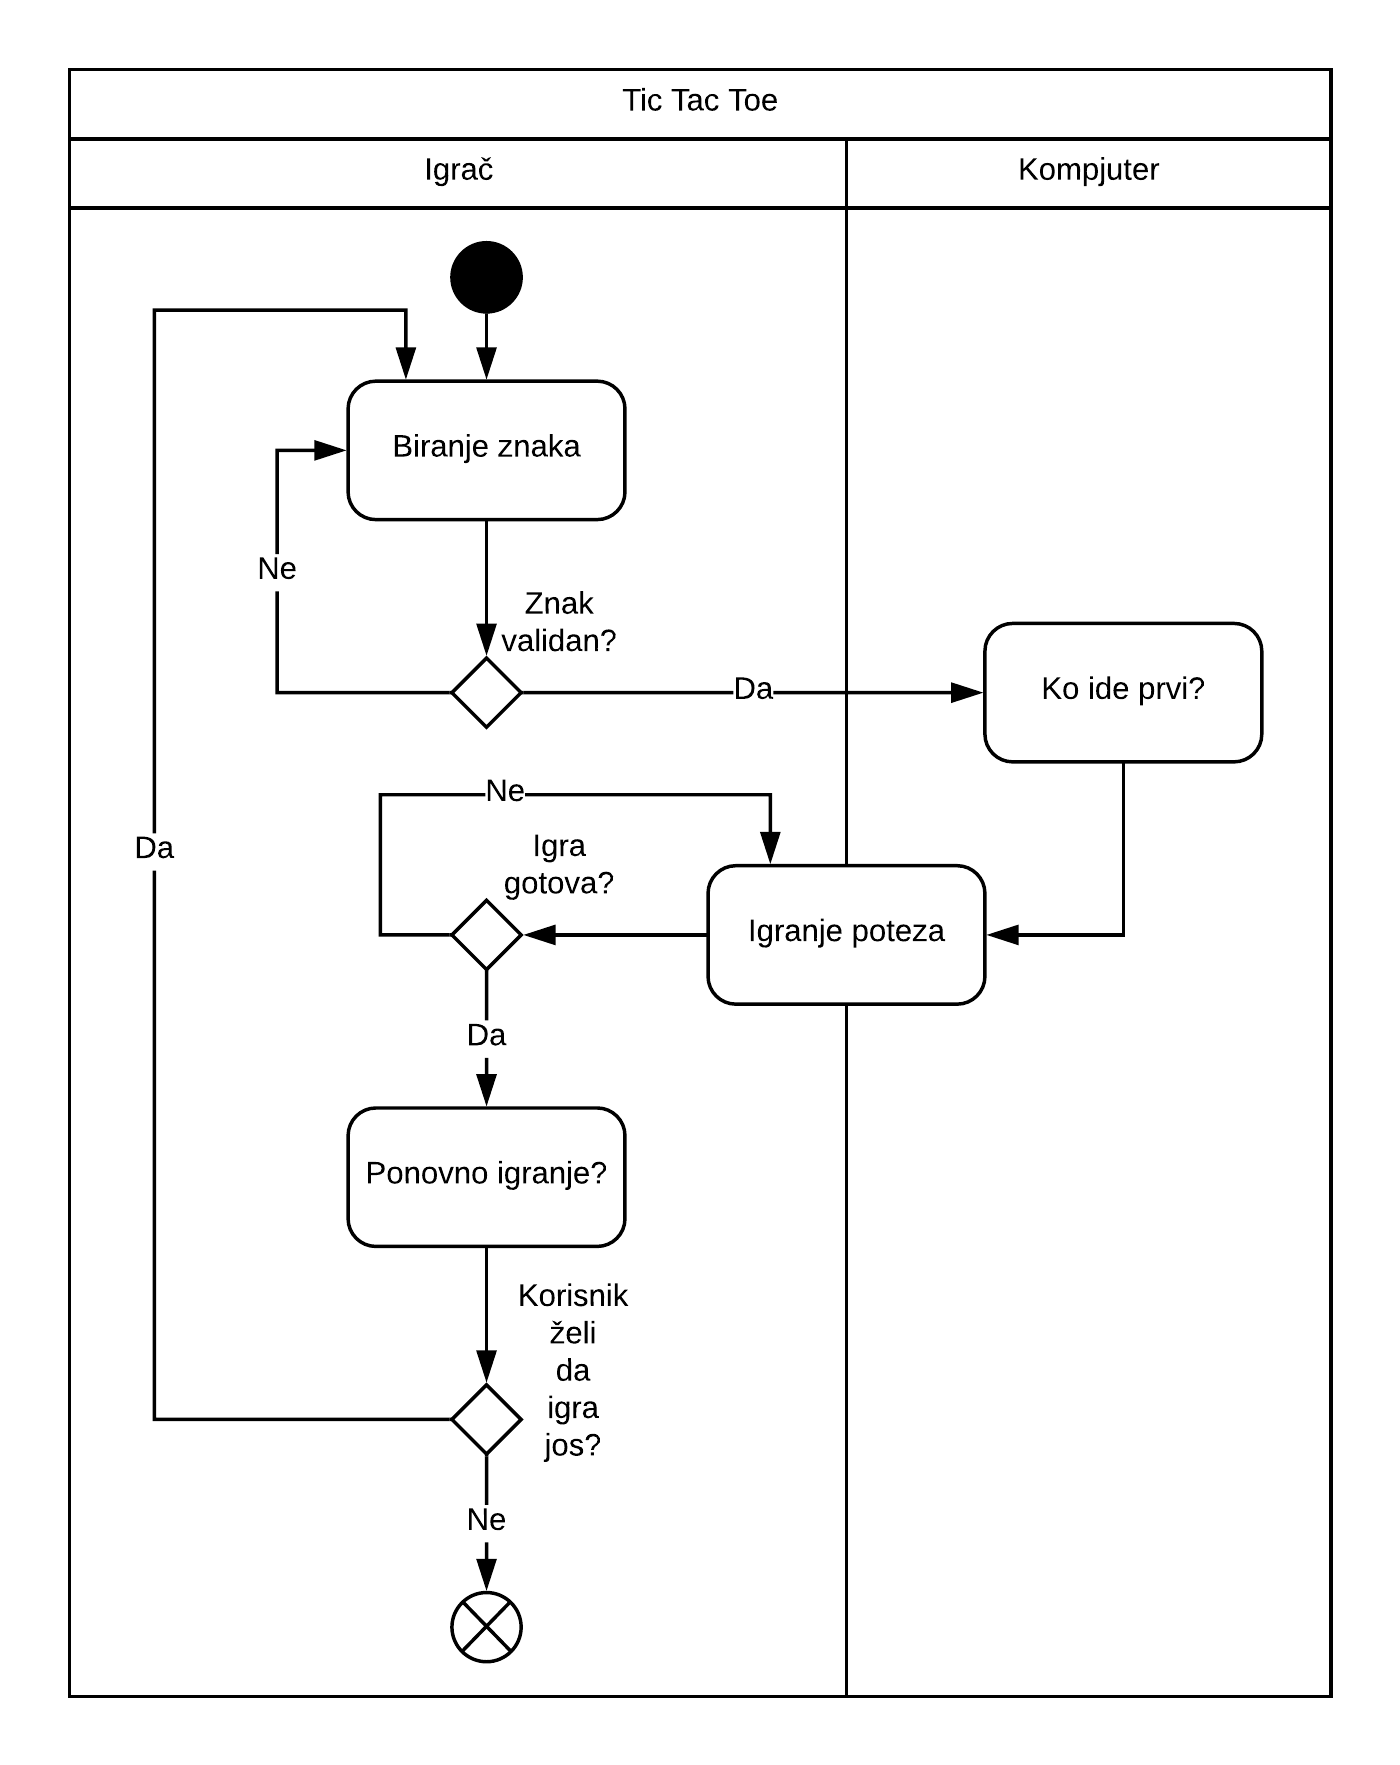 Tic Tac Toe
Igrač
Kompjuter
Biranje znaka
Ne
Znak
validan?
Da
Ko ide prvi?
Ne
Igra
gotova?
Da
Igranje poteza
Da
Ponovno igranje?
Korisnik
želi
da
igra
jos?
Ne